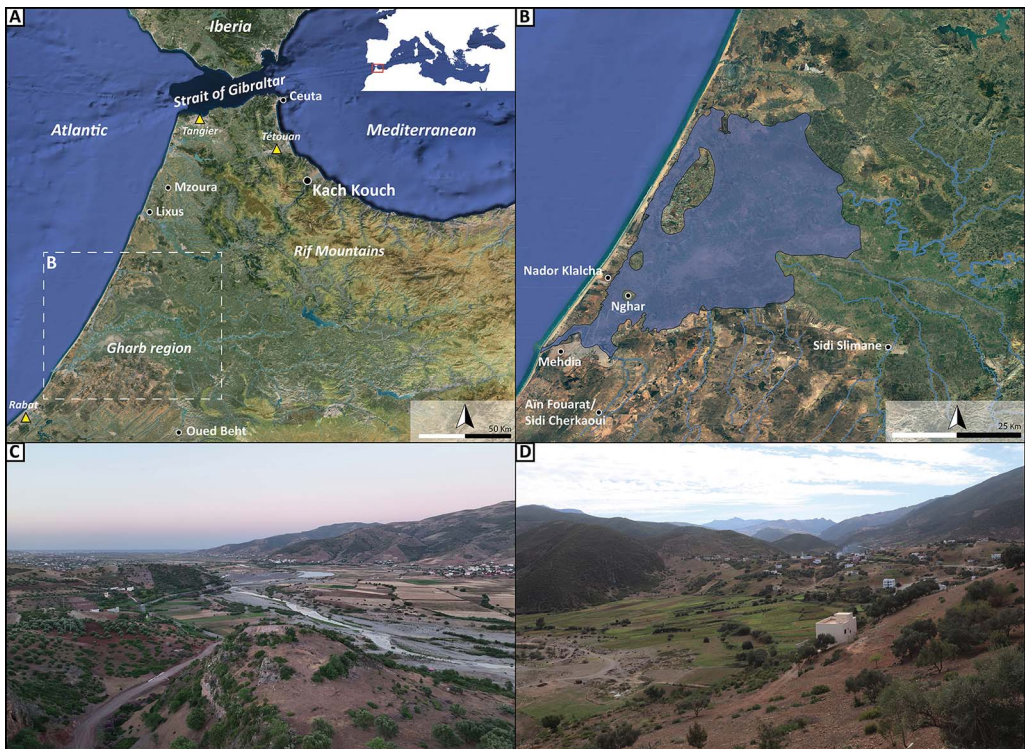 A
Iberia
Strait of Gibraltar
Ceuta
Atlantic
Tangier
Tétouan
Mediterranean
Mzoura
Kach Kouch
Lixus
Rif Mountains
B
Gharb region
Rabat
Oued Beht
50 Km
B
Nador Klalcha
Nghar
Sidi Slimane
Mehdia
Aïn Fouarat/
Sidi Cherkaoui
25 Km
C
D